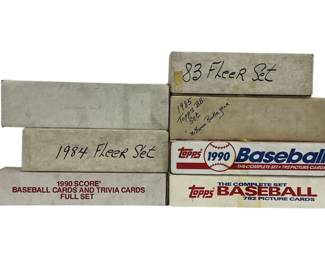 83 Fleer Set
1985
Topps BB.
Set
1984 Fleer Set
Topps 1990 Baseball
THE COMPLETE SET • 792 PICTURE CARDS
1990 SCORE®
BASEBALL CARDS AND TRIVIA CARDS
FULL SET
THE COMPLETE SET
Topps BASEBALL
792 PICTURE CARDS